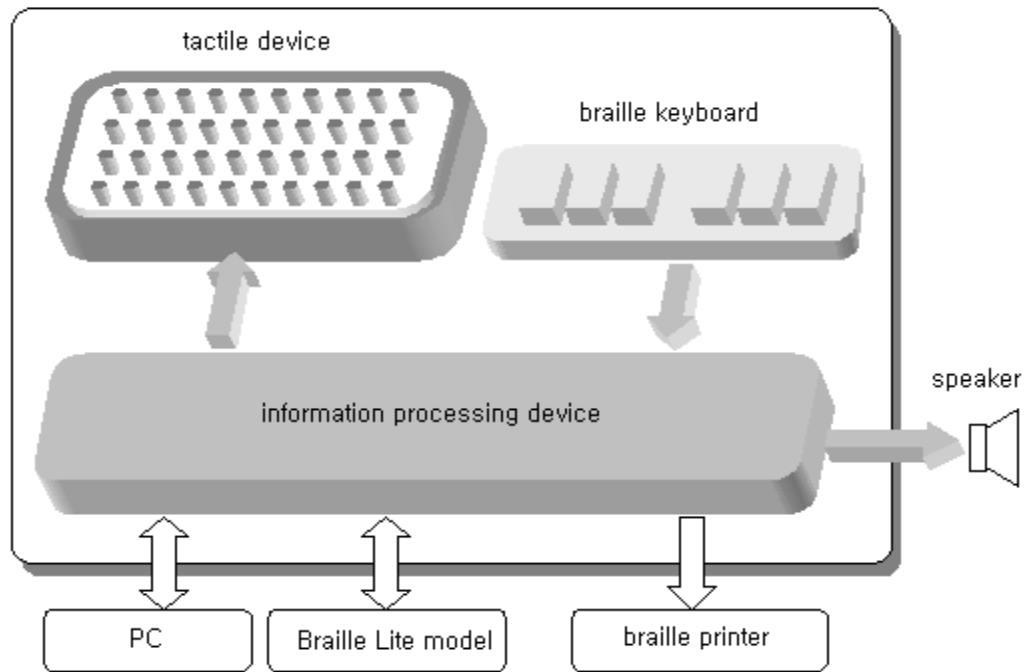 tactile device
braille keyboard
speaker
information processing device
PC
Braille Lite model
braille printer